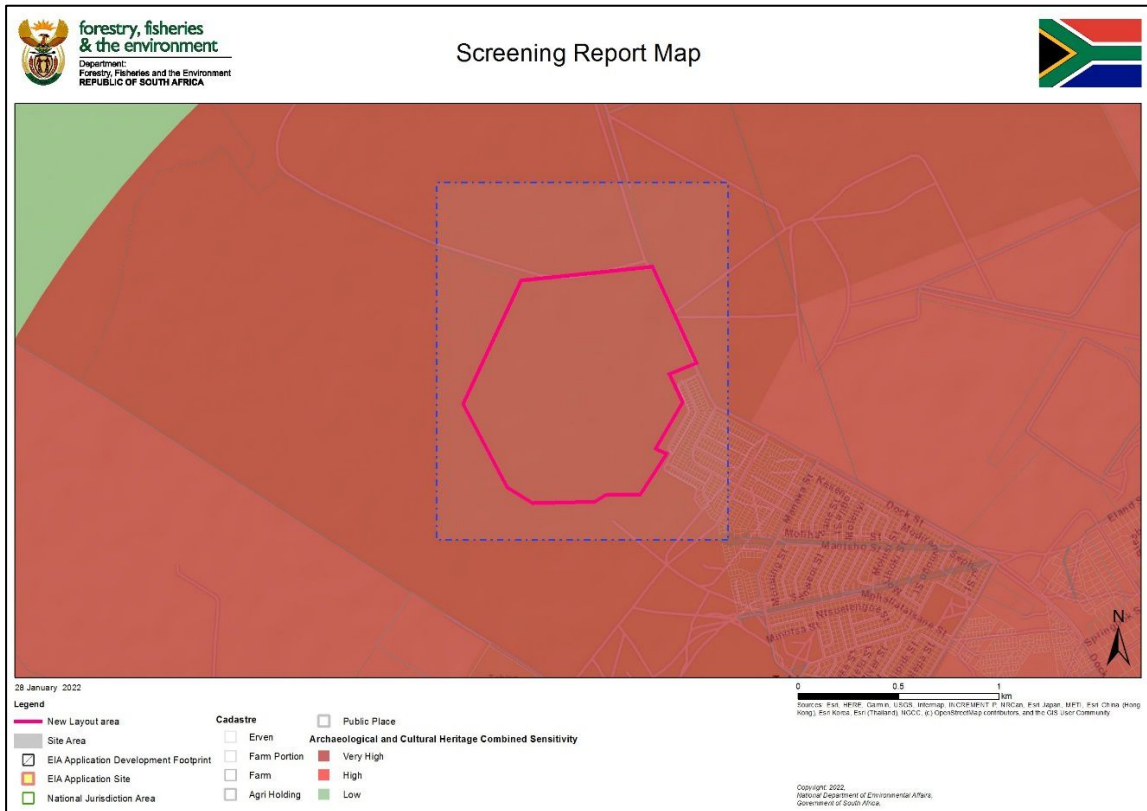 forestry, fisheries
& the environment
Department:
Forestry, Fisheries and the Environment
REPUBLIC OF SOUTH AFRICA
Screening Report Map
Dock St
Mphatlalatsane St
Dock
N
28 January 2022
0 0.5 1
km
Sources: Esri, HERE, Garmin, USGS, Intermap, INCREMENT P, NRCan, Esri Japan, METI, Esri China (Hong
Kong), Esri Korea, Esri (Thailand), NGCC, (c) OpenStreetMap contributors, and the GIS User Community
Legend
New Layout area
Site Area
EIA Application Development Footprint
EIA Application Site
National Jurisdiction Area
Cadastre
Erven
Farm Portion
Farm
Agri Holding
Public Place
Archaeological and Cultural Heritage Combined Sensitivity
Very High
High
Low
Copyright: 2022,
National Department of Environmental Affairs,
Government of South Africa.